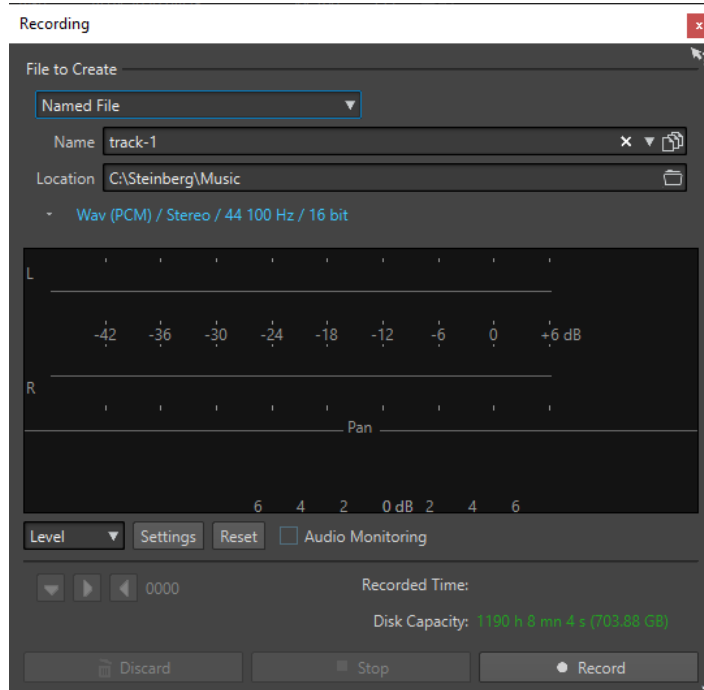 Recording
x
File to Create
Named File
Name track-1
Location C:\Steinberg\Music
Wav (PCM) / Stereo / 44 100 Hz / 16 bit
L
-42 -36 -30 -24 -18 -12 -6 0 +6 dB
R
Pan
6 4 2 0 dB 2 4 6
Level Settings Reset Audio Monitoring
0000 Recorded Time:
Disk Capacity: 1190 h 8 mn 4 s (703.88 GB)
Discard Stop Record